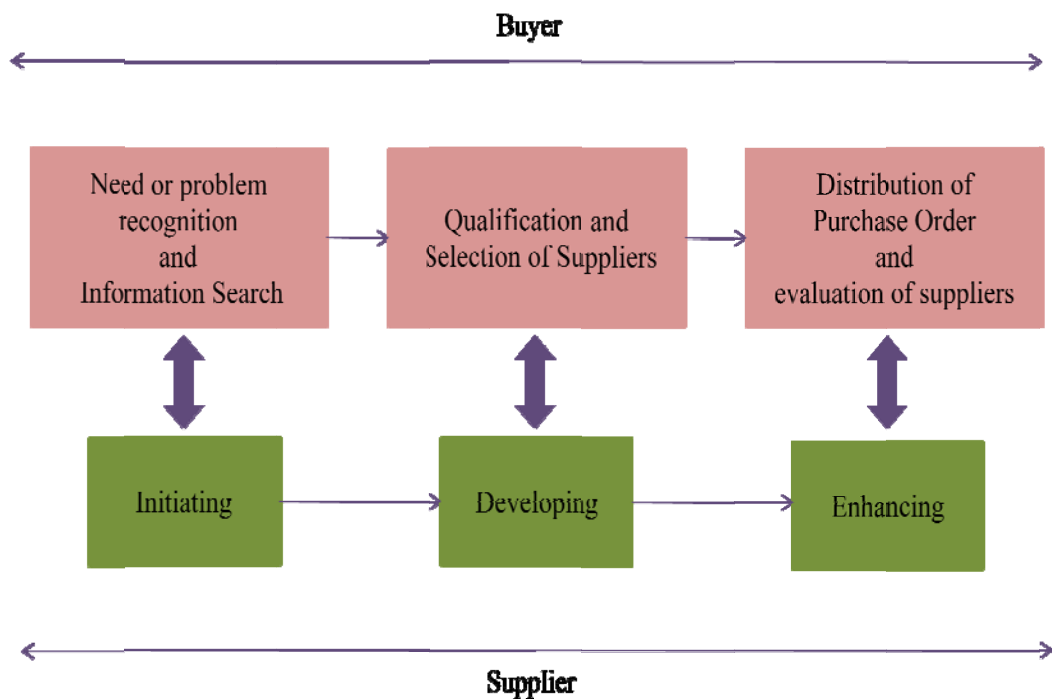 Buyer
Need or problem
recognition
and
Information Search
Qualification and
Selection of Suppliers
Distribution of
Purchase Order
and
evaluation of suppliers
Initiating
Developing
Enhancing
Supplier